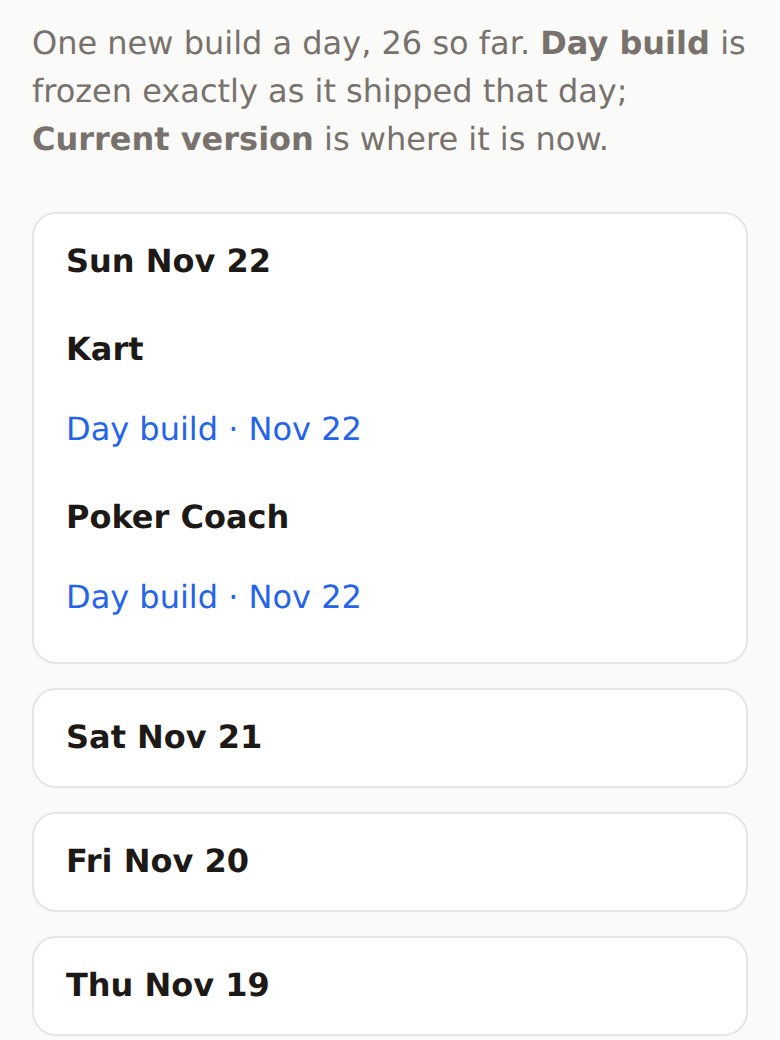 One new build a day, 26 so far. Day build is
frozen exactly as it shipped that day;
Current version is where it is now.
Sun Nov 22
Kart
Day build · Nov 22
Poker Coach
Day build · Nov 22
Sat Nov 21
Fri Nov 20
Thu Nov 19